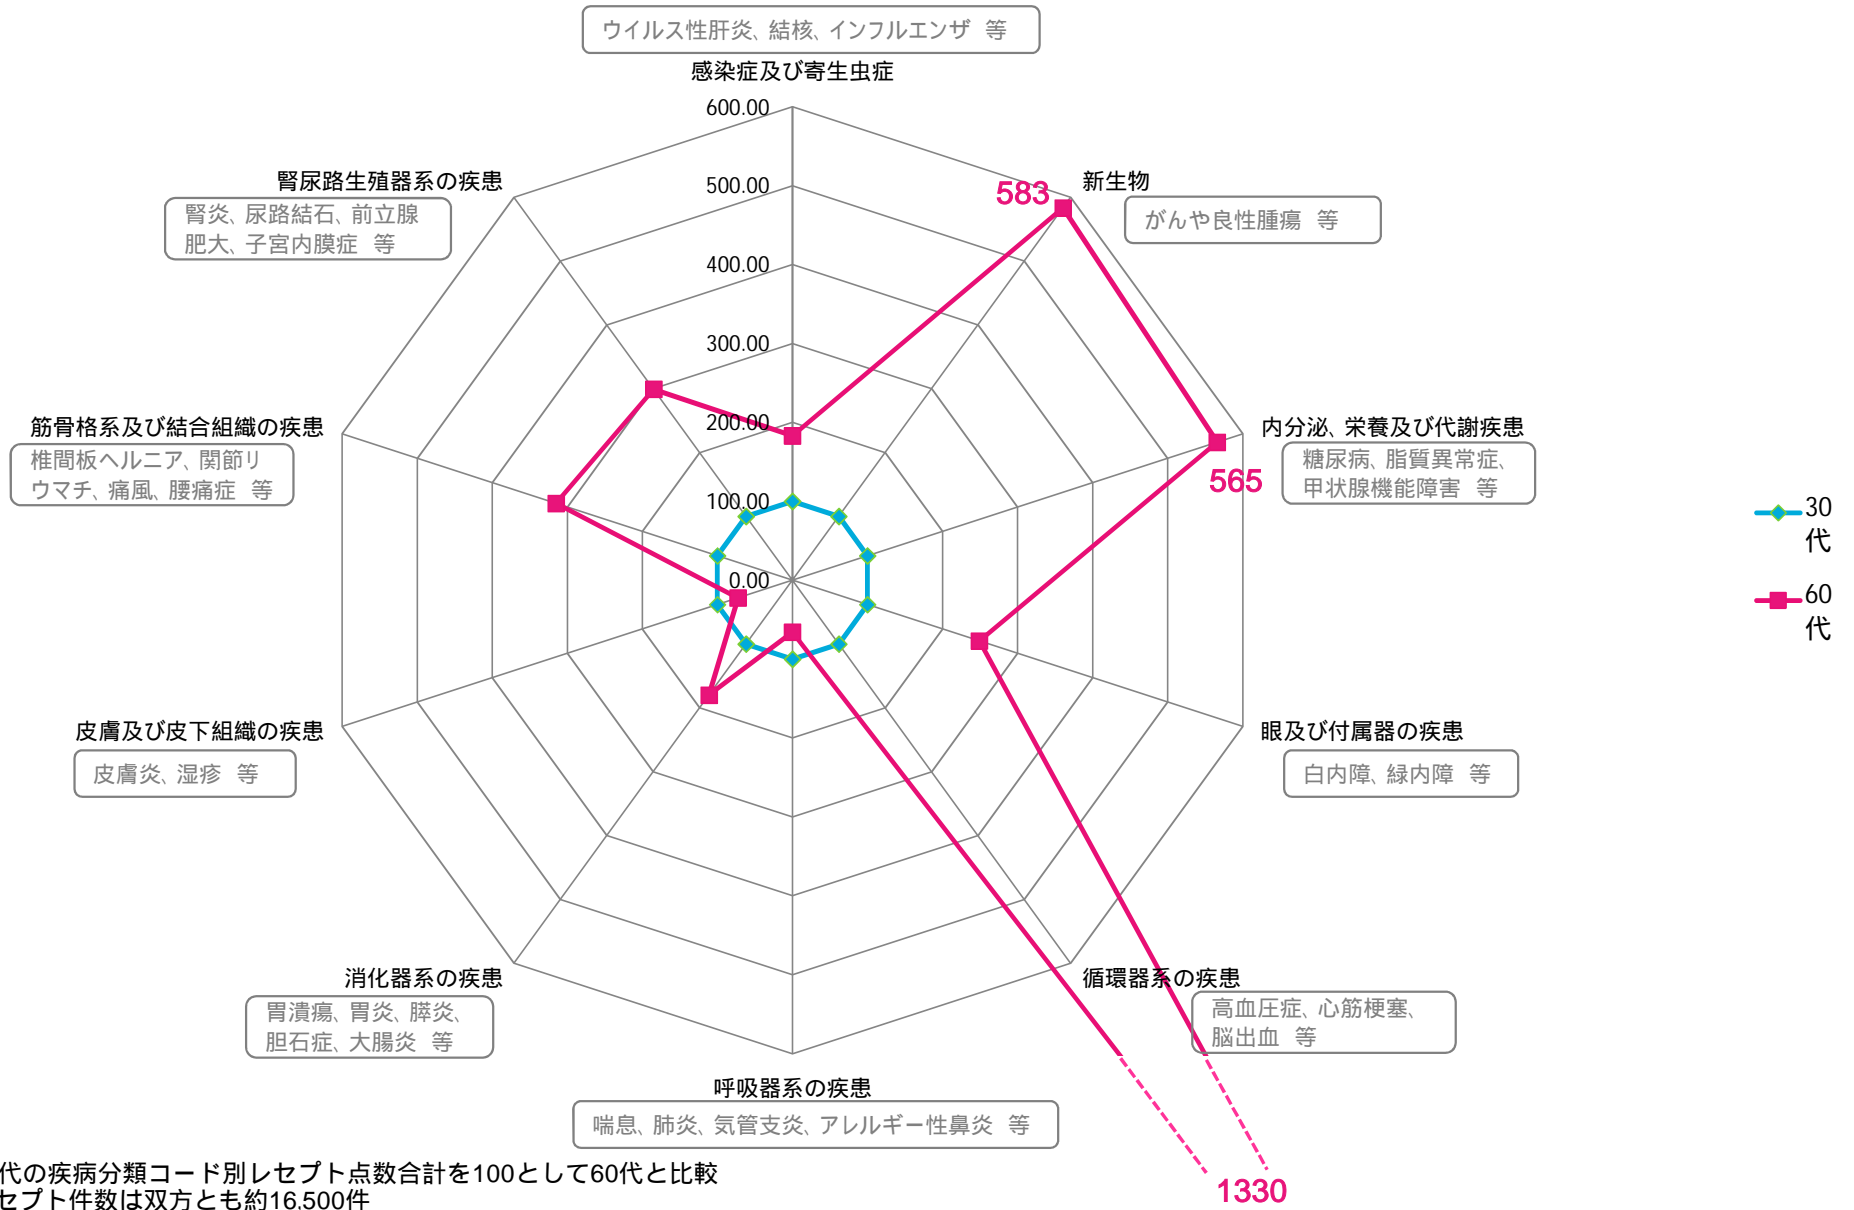 ウイルス性肝炎、結核、インフルエンザ 等
感染症及び寄生虫症
600.00
500.00
400.00
300.00
200.00
100.00
0.00
583
新生物
がんや良性腫瘍 等
内分泌、栄養及び代謝疾患
565
糖尿病、脂質異常症、
甲状腺機能障害 等
30
代
60
代
眼及び付属器の疾患
白内障、緑内障 等
循環器系の疾患
高血圧症、心筋梗塞、
脳出血 等
1330
呼吸器系の疾患
喘息、肺炎、気管支炎、アレルギー性鼻炎 等
消化器系の疾患
胃潰瘍、胃炎、膵炎、
胆石症、大腸炎 等
皮膚及び皮下組織の疾患
皮膚炎、湿疹 等
筋骨格系及び結合組織の疾患
椎間板ヘルニア、関節リ
ウマチ、痛風、腰痛症 等
腎尿路生殖器系の疾患
腎炎、尿路結石、前立腺
肥大、子宮内膜症 等
代の疾病分類コード別レセプト点数合計を100として60代と比較
セプト件数は双方とも約16,500件